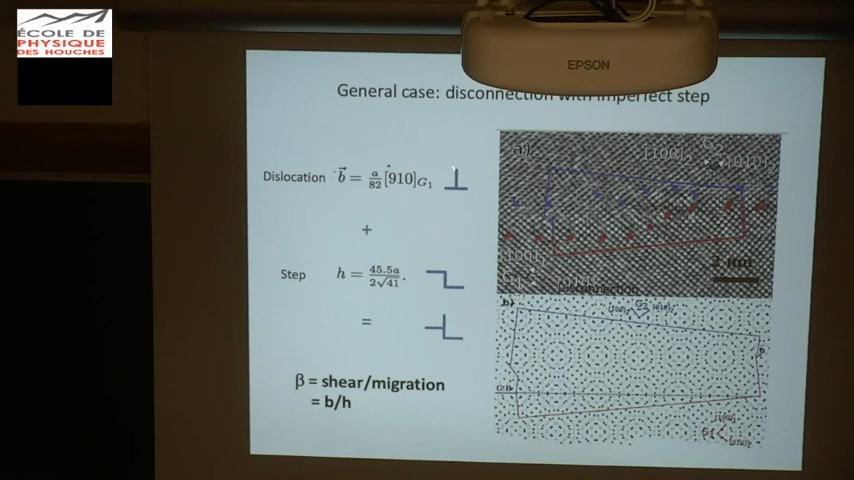 ÉCOLE DE
PHYSIQUE
DES HOUCHES
EPSON
General case: disconnection with imperfect step
Dislocation b⃗ = a/82 [910]G1
+
Step h = 45.5a/2√41.
=
β = shear/migration
= b/h
a)
[100]2 G2 [010]2
[100]1
2 nm
Disconnection
b)
G2
G1